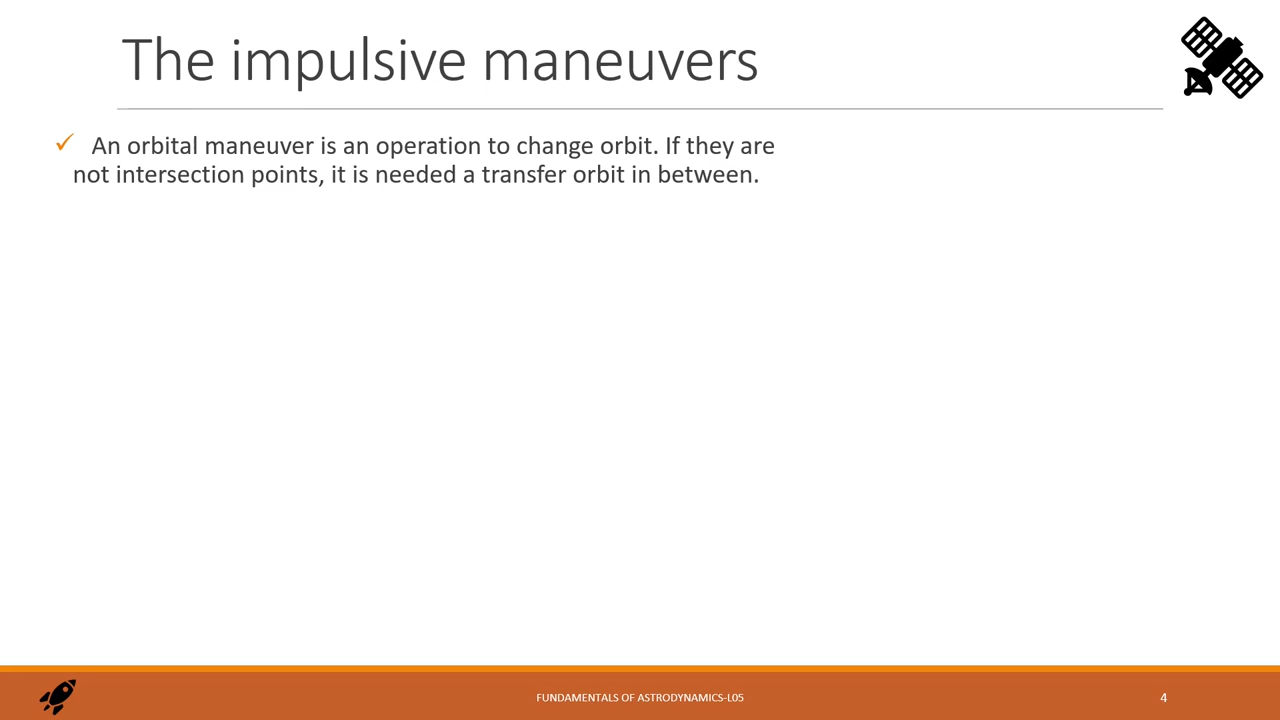 The impulsive maneuvers
✓ An orbital maneuver is an operation to change orbit. If they are
not intersection points, it is needed a transfer orbit in between.
FUNDAMENTALS OF ASTRODYNAMICS-L05
4